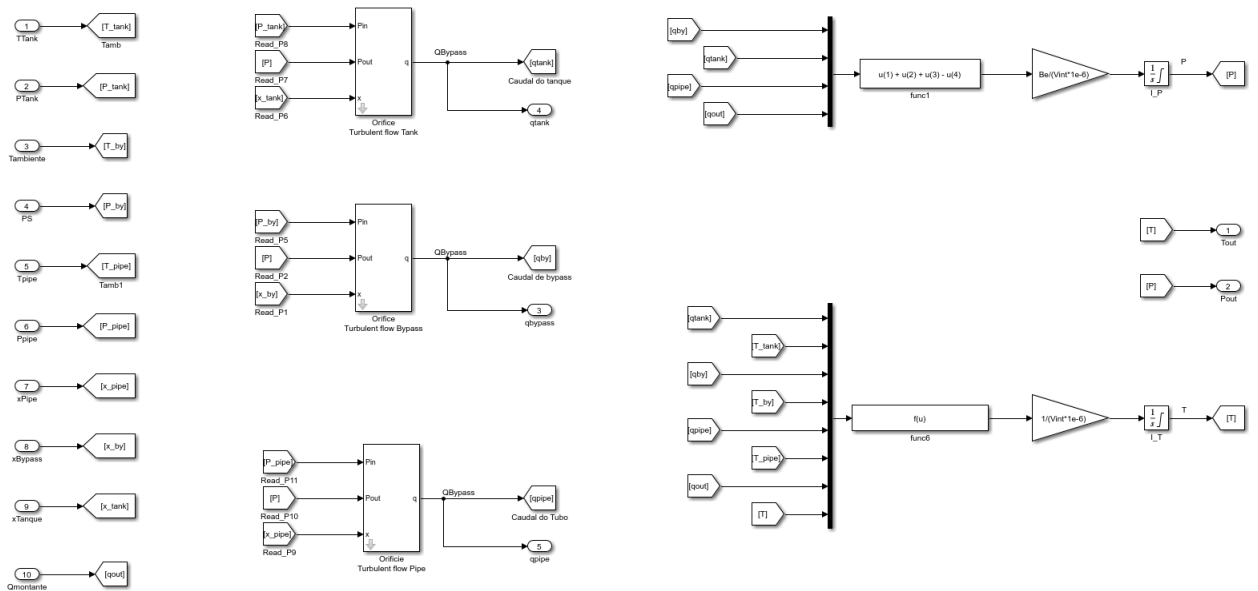 1
TTank
[T_tank]
Tamb
2
PTank
[P_tank]
3
Tambiente
[T_by]
4
PS
[P_by]
5
Tpipe
[T_pipe]
Tamb1
6
Ppipe
[P_pipe]
7
xPipe
[x_pipe]
8
xBypass
[x_by]
9
xTanque
[x_tank]
10
Qmontante
[qout]
[P_tank]
Read_P8
[P]
Read_P7
[x_tank]
Read_P6
Pin
Pout
x
q
Orifice
Turbulent flow Tank
QBypass
[qtank]
Caudal do tanque
4
qtank
[P_by]
Read_P5
[P]
Read_P2
[x_by]
Read_P1
Pin
Pout
x
q
Orifice
Turbulent flow Bypass
QBypass
[qby]
Caudal de bypass
3
qbypass
[P_pipe]
Read_P11
[P]
Read_P10
[x_pipe]
Read_P9
Pin
Pout
x
q
Orificie
Turbulent flow Pipe
QBypass
[qpipe]
Caudal do Tubo
5
qpipe
[qby]
[qtank]
[qpipe]
[qout]
u(1) + u(2) + u(3) - u(4)
func1
Be/(Vint*1e-6)
1
s
∫
I_P
P
[P]
[T]
1
Tout
[P]
2
Pout
[qtank]
[T_tank]
[qby]
[T_by]
[qpipe]
[T_pipe]
[qout]
[T]
f(u)
func6
1/(Vint*1e-6)
1
s
∫
I_T
T
[T]